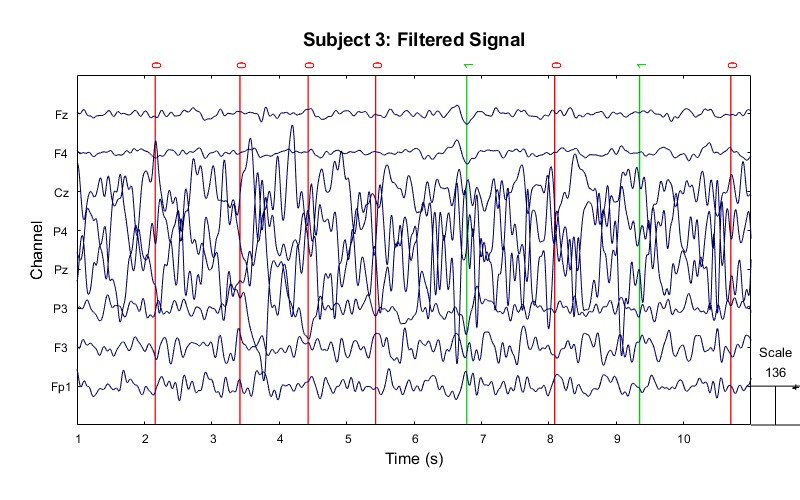 Subject 3: Filtered Signal
0 0 0 0 1 0 1 0
Fz
F4
Cz
P4
Pz
P3
F3
Fp1
Channel
Scale
136
1 2 3 4 5 6 7 8 9 10
Time (s)